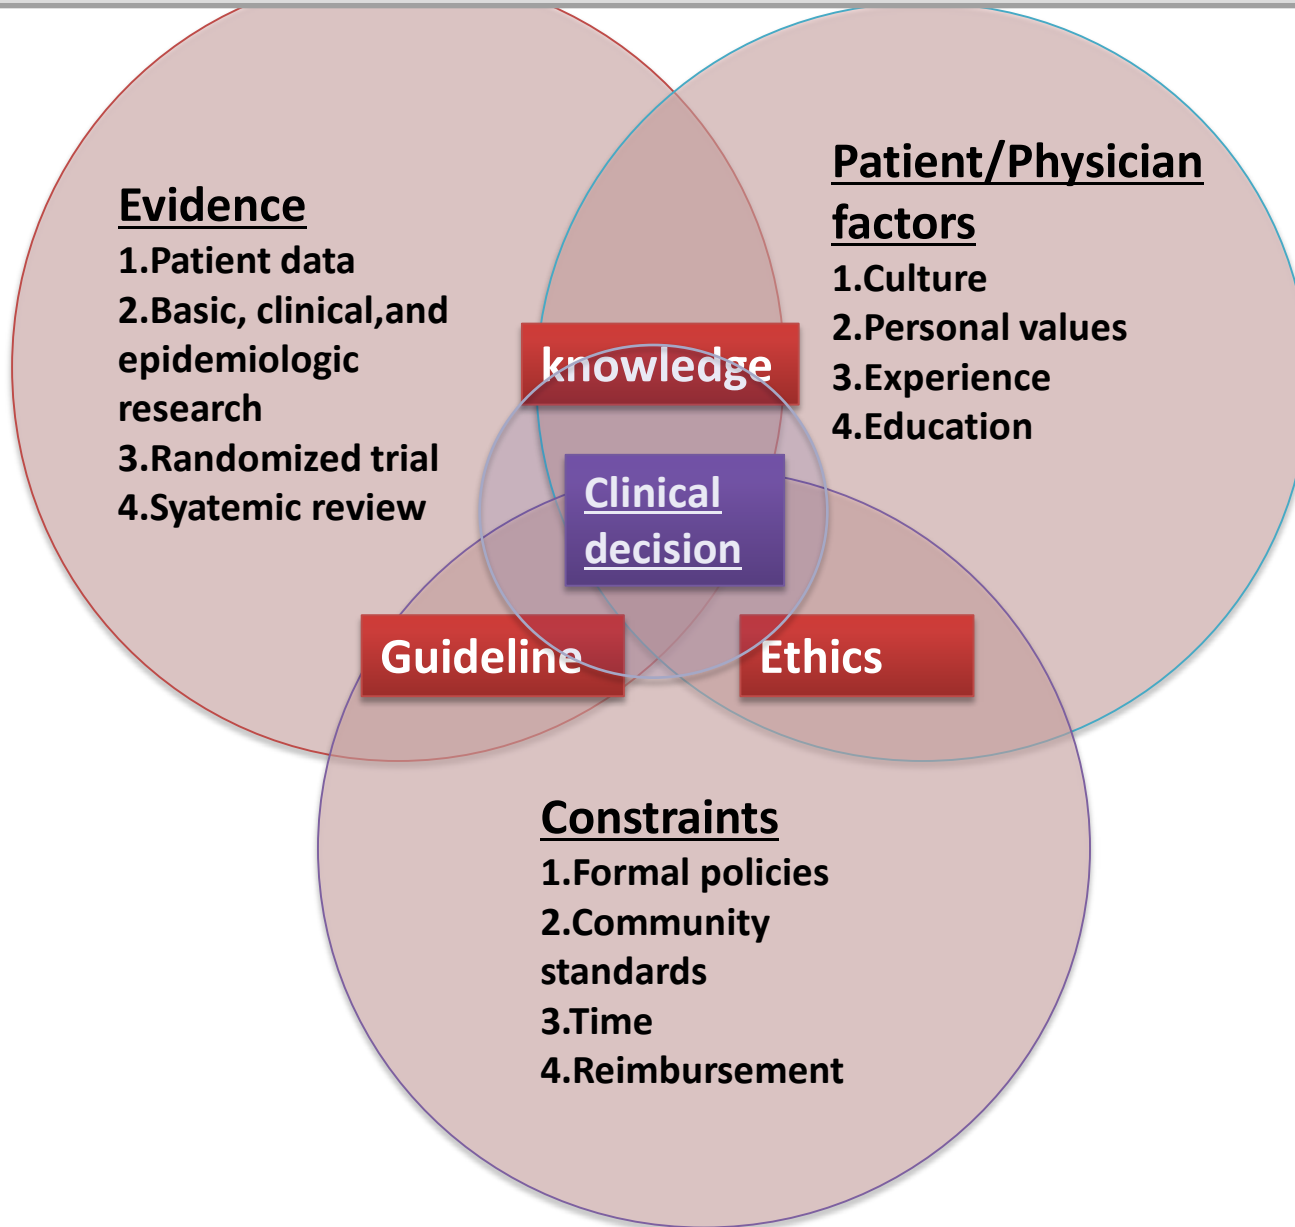 Evidence
1.Patient data
2.Basic, clinical,and
epidemiologic
research
3.Randomized trial
4.Syatemic review
Patient/Physician
factors
1.Culture
2.Personal values
3.Experience
4.Education
knowledge
Clinical
decision
Guideline
Ethics
Constraints
1.Formal policies
2.Community
standards
3.Time
4.Reimbursement